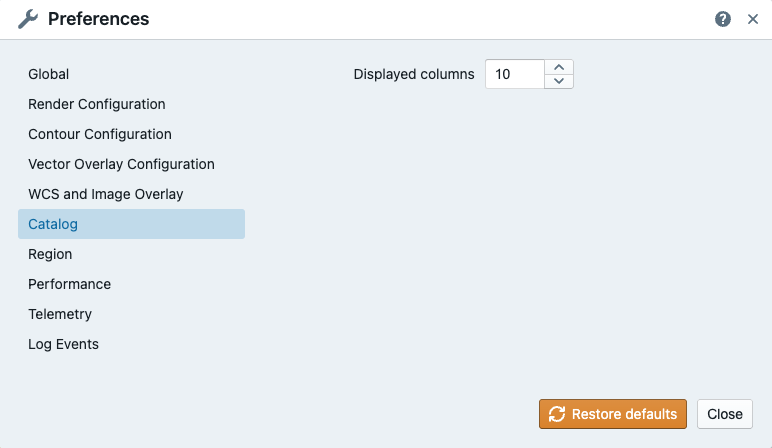 Preferences
Global
Render Configuration
Contour Configuration
Vector Overlay Configuration
WCS and Image Overlay
Catalog
Region
Performance
Telemetry
Log Events
Displayed columns 10
Restore defaults Close